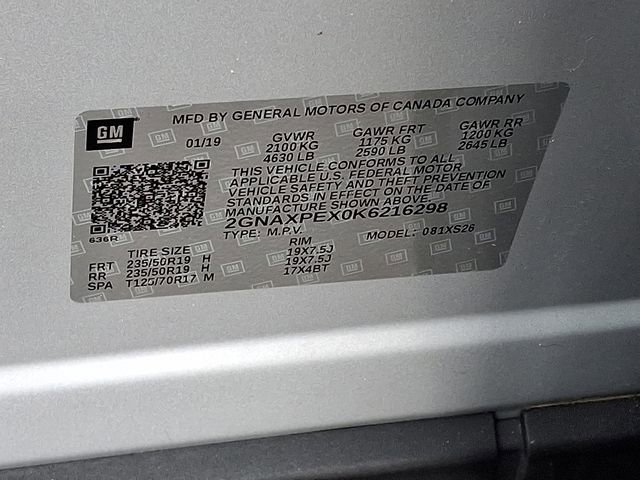 MFD BY GENERAL MOTORS OF CANADA COMPANY
GM
01/19 GVWR GAWR FRT GAWR RR
2100 KG 1175 KG 1200 KG
4630 LB 2590 LB 2645 LB
THIS VEHICLE CONFORMS TO ALL
APPLICABLE U.S. FEDERAL MOTOR
VEHICLE SAFETY AND THEFT PREVENTION
STANDARDS IN EFFECT ON THE DATE OF
MANUFACTURE SHOWN ABOVE.
2GNAXPEX0K6216298
636R
TYPE: M.P.V. MODEL: 081XS26
TIRE SIZE RIM
FRT 235/50R19 H 19X7.5J
RR 235/50R19 H 19X7.5J
SPA T125/70R17 M 17X4BT